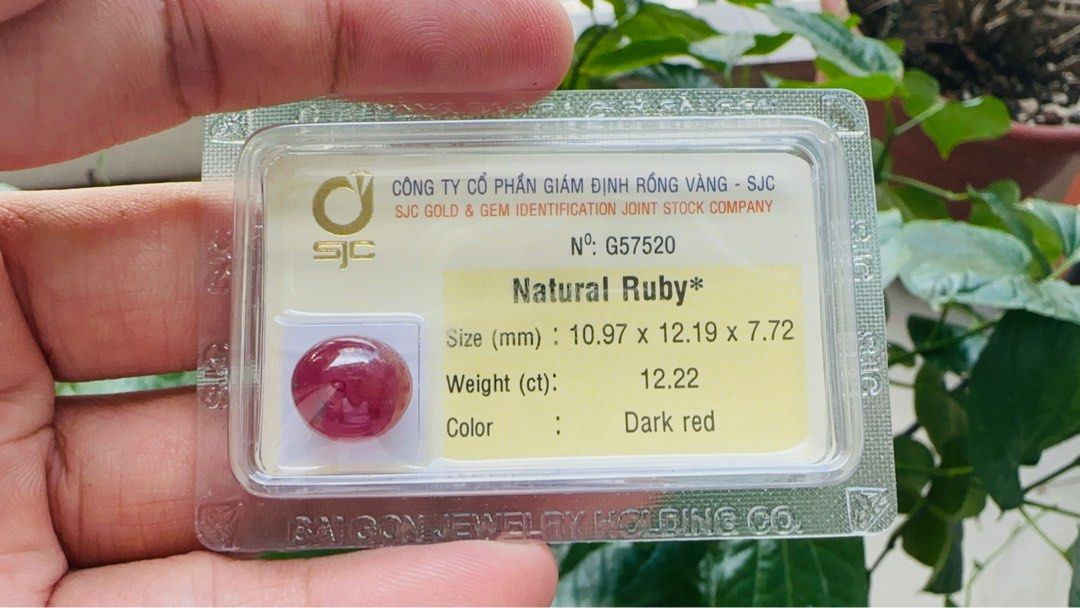 CÔNG TY CỔ PHẦN GIÁM ĐỊNH RỒNG VÀNG - SJC
SJC GOLD & GEM IDENTIFICATION JOINT STOCK COMPANY
SJC
Nº: G57520
Natural Ruby*
Size (mm) : 10.97 x 12.19 x 7.72
Weight (ct): 12.22
Color : Dark red
SAI GON JEWELRY HOLDING CO.